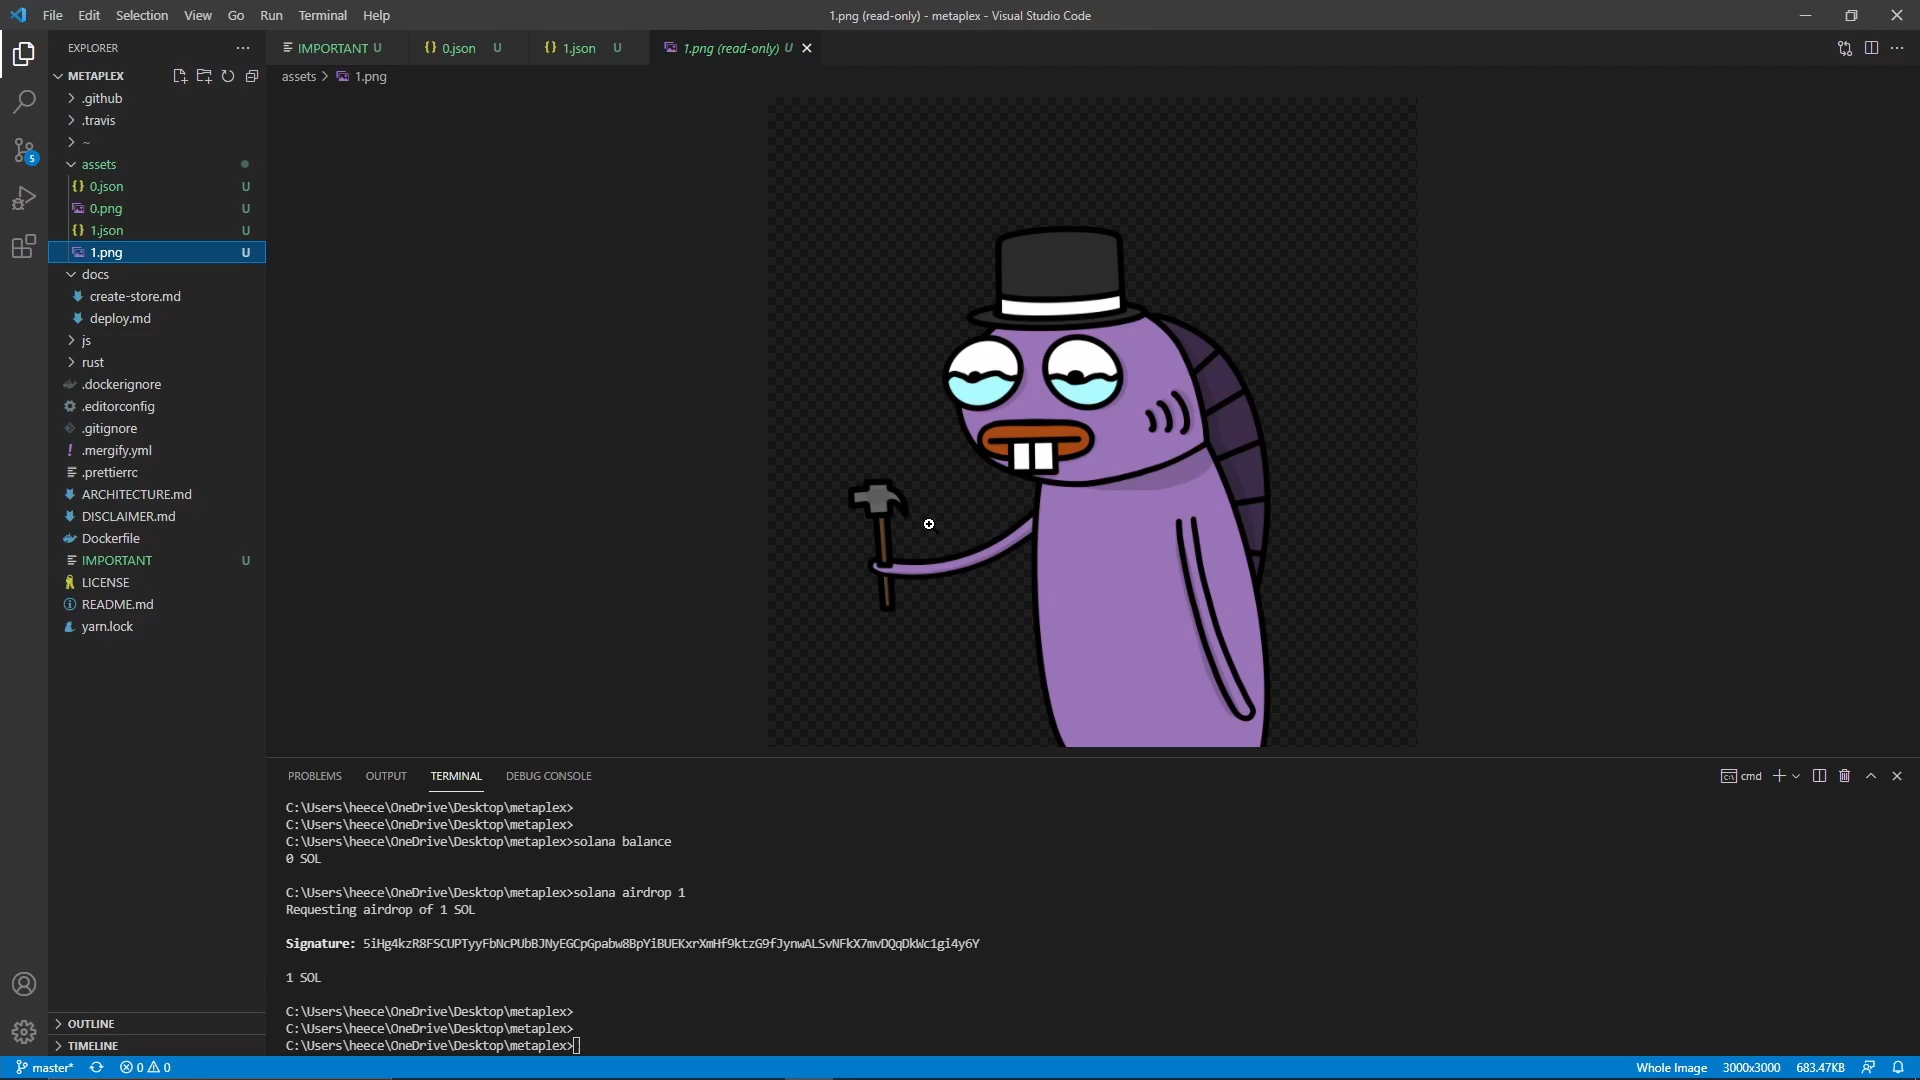 File Edit Selection View Go Run Terminal Help
1.png (read-only) - metaplex - Visual Studio Code
EXPLORER
IMPORTANT U
0.json U
1.json U
1.png (read-only) U
METAPLEX
assets > 1.png
.github
.travis
~
assets
0.json U
0.png U
1.json U
1.png U
docs
create-store.md
deploy.md
js
rust
.dockerignore
.editorconfig
.gitignore
.mergify.yml
.prettierrc
ARCHITECTURE.md
DISCLAIMER.md
Dockerfile
IMPORTANT U
LICENSE
README.md
yarn.lock
5
OUTLINE
TIMELINE
PROBLEMS OUTPUT TERMINAL DEBUG CONSOLE
cmd
C:\Users\heece\OneDrive\Desktop\metaplex>
C:\Users\heece\OneDrive\Desktop\metaplex>
C:\Users\heece\OneDrive\Desktop\metaplex>solana balance
0 SOL
C:\Users\heece\OneDrive\Desktop\metaplex>solana airdrop 1
Requesting airdrop of 1 SOL
Signature: 5iHg4kzR8FSCUPTyyFbNcPUbBJNyEGCpGpabw8BpYiBUEKxrXmHf9ktzG9fJynwALSvNFkX7mvDQqDkWc1gi4y6Y
1 SOL
C:\Users\heece\OneDrive\Desktop\metaplex>
C:\Users\heece\OneDrive\Desktop\metaplex>
C:\Users\heece\OneDrive\Desktop\metaplex>
master* 0 0
Whole Image 3000x3000 683.47KB